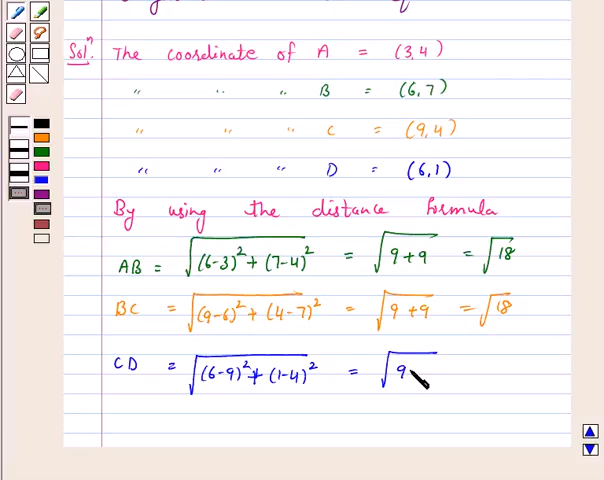 Solⁿ. The coordinate of A = (3,4)
" " " B = (6,7)
" " " C = (9,4)
" " " D = (6,1)
By using the distance formula
AB = √(6-3)² + (7-4)² = √9+9 = √18
BC = √(9-6)² + (4-7)² = √9+9 = √18
CD = √(6-9)² + (1-4)² = √9